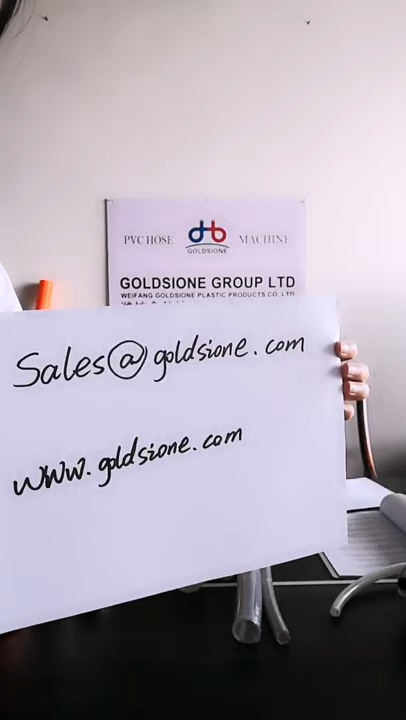 PVC HOSE MACHINE
GOLDSIONE
GOLDSIONE GROUP LTD
WEIFANG GOLDSIONE PLASTIC PRODUCTS CO.,LTD
Sales@goldsione.com
www.goldsione.com